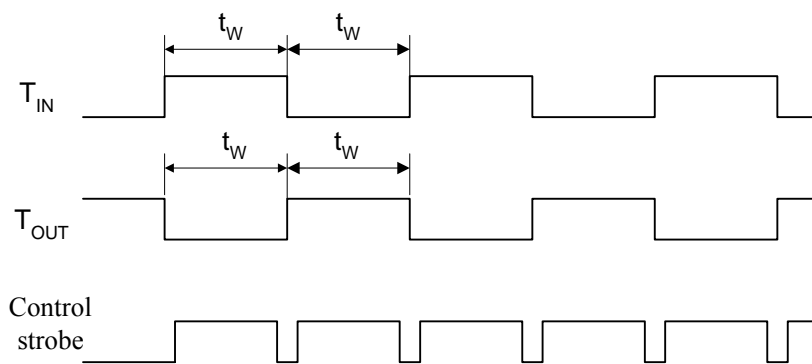 t_W t_W
T_IN
t_W t_W
T_OUT
Control
strobe